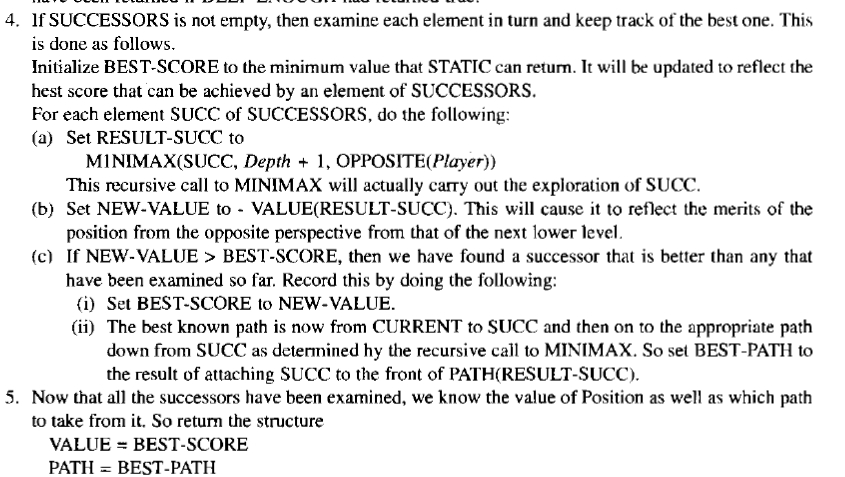 4. If SUCCESSORS is not empty, then examine each element in turn and keep track of the best one. This
is done as follows.
Initialize BEST-SCORE to the minimum value that STATIC can return. It will be updated to reflect the
best score that can be achieved by an element of SUCCESSORS.
For each element SUCC of SUCCESSORS, do the following:
(a) Set RESULT-SUCC to
MINIMAX(SUCC, Depth + 1, OPPOSITE(Player))
This recursive call to MINIMAX will actually carry out the exploration of SUCC.
(b) Set NEW-VALUE to - VALUE(RESULT-SUCC). This will cause it to reflect the merits of the
position from the opposite perspective from that of the next lower level.
(c) If NEW-VALUE > BEST-SCORE, then we have found a successor that is better than any that
have been examined so far. Record this by doing the following:
(i) Set BEST-SCORE to NEW-VALUE.
(ii) The best known path is now from CURRENT to SUCC and then on to the appropriate path
down from SUCC as determined by the recursive call to MINIMAX. So set BEST-PATH to
the result of attaching SUCC to the front of PATH(RESULT-SUCC).
5. Now that all the successors have been examined, we know the value of Position as well as which path
to take from it. So return the structure
VALUE = BEST-SCORE
PATH = BEST-PATH